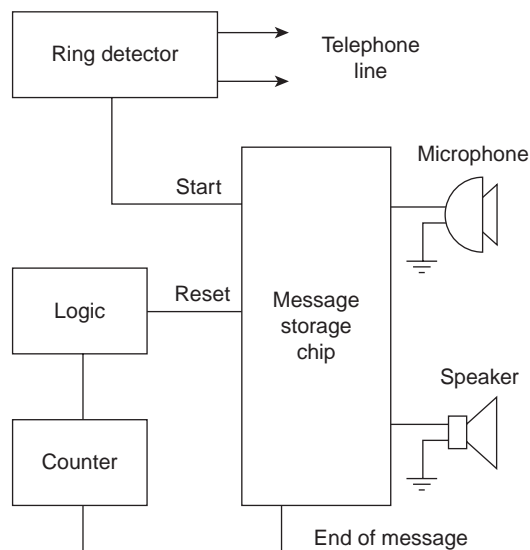 Ring detector
Telephone
line
Microphone
Start
Reset
Logic
Message
storage
chip
Speaker
Counter
End of message